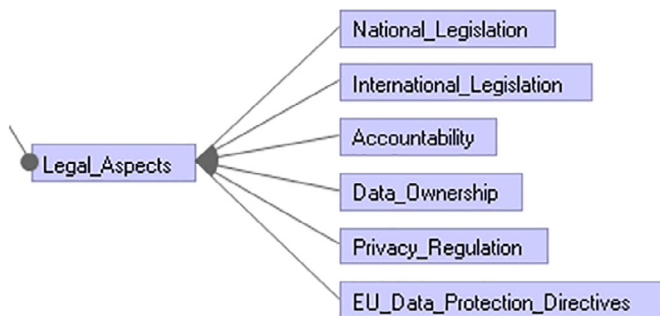 National_Legislation
International_Legislation
Accountability
Legal_Aspects
Data_Ownership
Privacy_Regulation
EU_Data_Protection_Directives